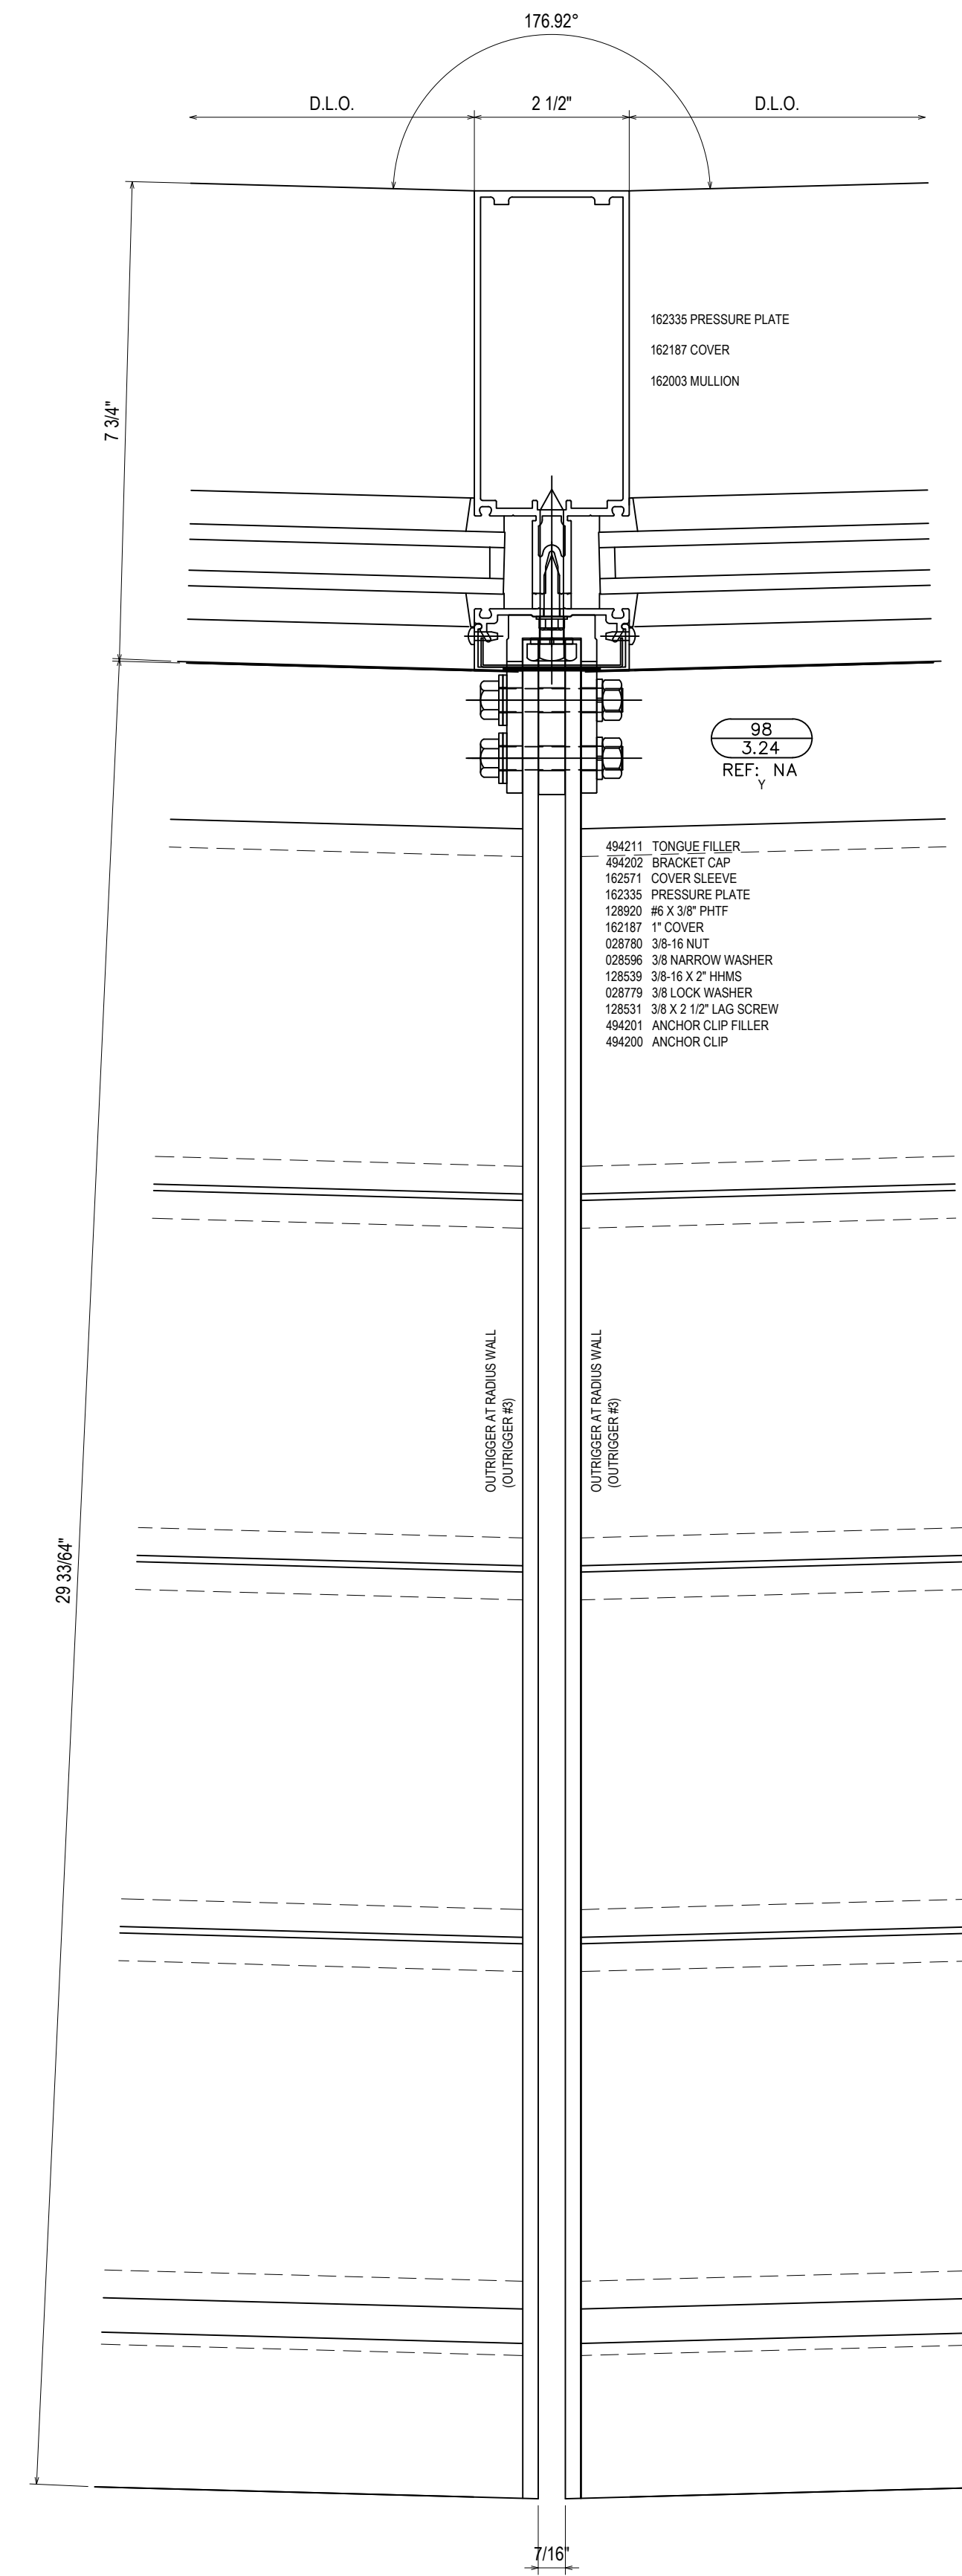 176.92°
D.L.O.
2 1/2"
D.L.O.
162335 PRESSURE PLATE
162187 COVER
162003 MULLION
7 3/4"
98
3.24
REF: NA
Y
494211 TONGUE FILLER
494202 BRACKET CAP
162571 COVER SLEEVE
162335 PRESSURE PLATE
128920 #6 X 3/8" PHTF
162187 1" COVER
028780 3/8-16 NUT
028596 3/8 NARROW WASHER
128539 3/8-16 X 2" HHMS
028779 3/8 LOCK WASHER
128531 3/8 X 2 1/2" LAG SCREW
494201 ANCHOR CLIP FILLER
494200 ANCHOR CLIP
OUTRIGGER AT RADIUS WALL
(OUTRIGGER #3)
OUTRIGGER AT RADIUS WALL
(OUTRIGGER #3)
29 33/64"
7/16"